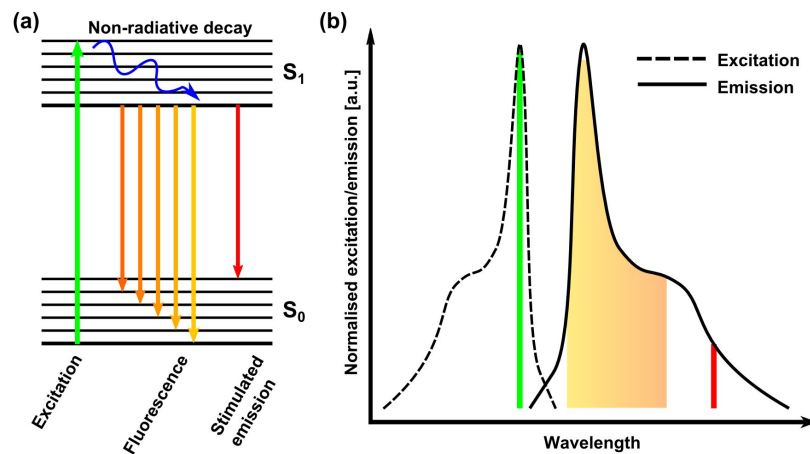 (a)
Non-radiative decay
S1
S0
Excitation
Fluorescence
Stimulated
emission
(b)
Normalised excitation/emission [a.u.]
Excitation
Emission
Wavelength